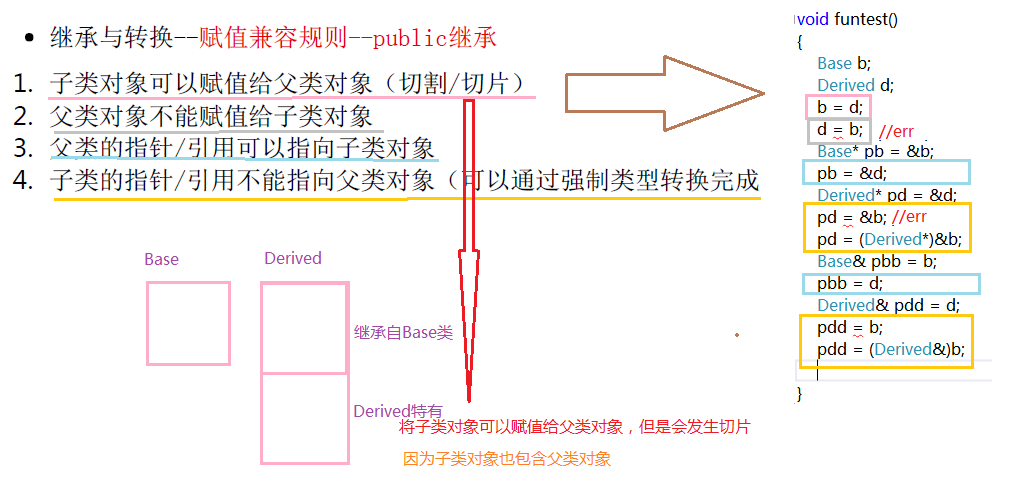 • 继承与转换--赋值兼容规则--public继承
1. 子类对象可以赋值给父类对象（切割/切片）
2. 父类对象不能赋值给子类对象
3. 父类的指针/引用可以指向子类对象
4. 子类的指针/引用不能指向父类对象（可以通过强制类型转换完成
Base
Derived
继承自Base类
Derived特有
将子类对象可以赋值给父类对象，但是会发生切片
因为子类对象也包含父类对象
void funtest()
{
Base b;
Derived d;
b = d;
d = b; //err
Base* pb = &b;
pb = &d;
Derived* pd = &d;
pd = &b; //err
pd = (Derived*)&b;
Base& pbb = b;
pbb = d;
Derived& pdd = d;
pdd = b;
pdd = (Derived&)b;
}